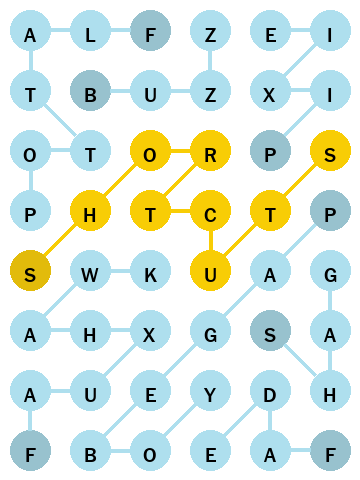 A L F Z E I
T B U Z X I
O T O R P S
P H T C T P
S W K U A G
A H X G S A
A U E Y D H
F B O E A F